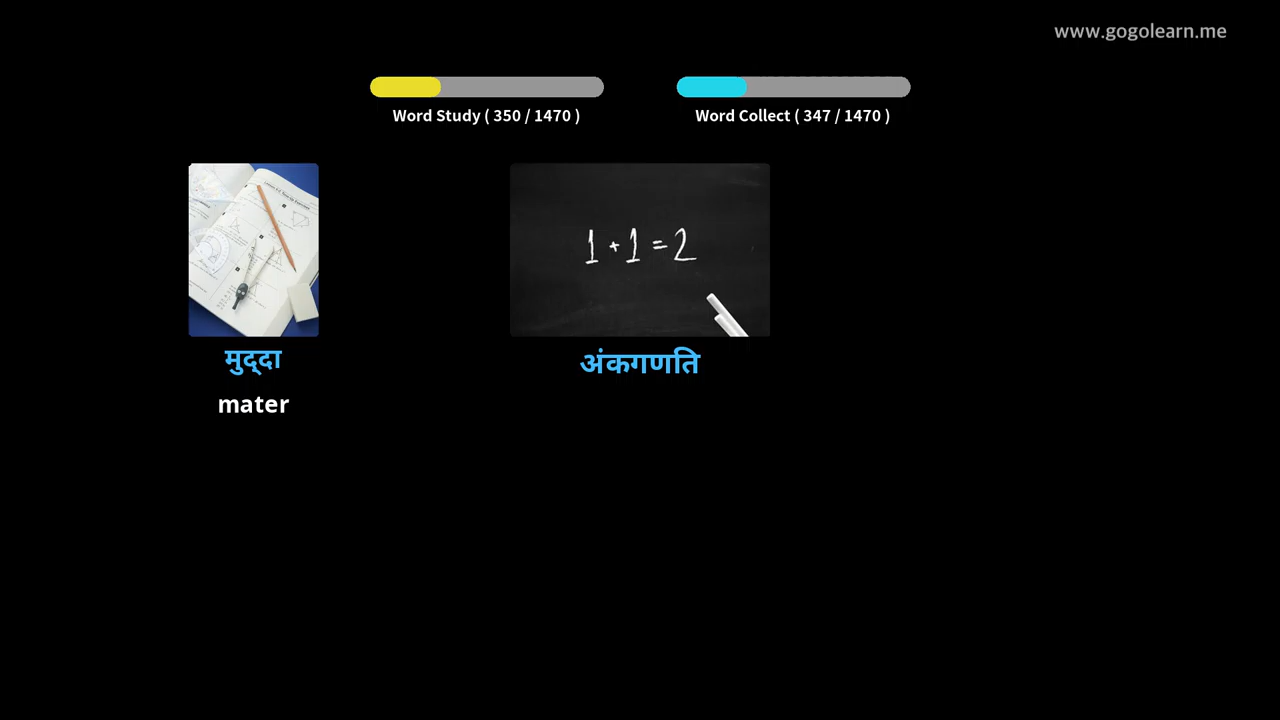 www.gogolearn.me
Word Study ( 350 / 1470 )
Word Collect ( 347 / 1470 )
1 + 1 = 2
मुद्‌दा
अंकगणति
mater